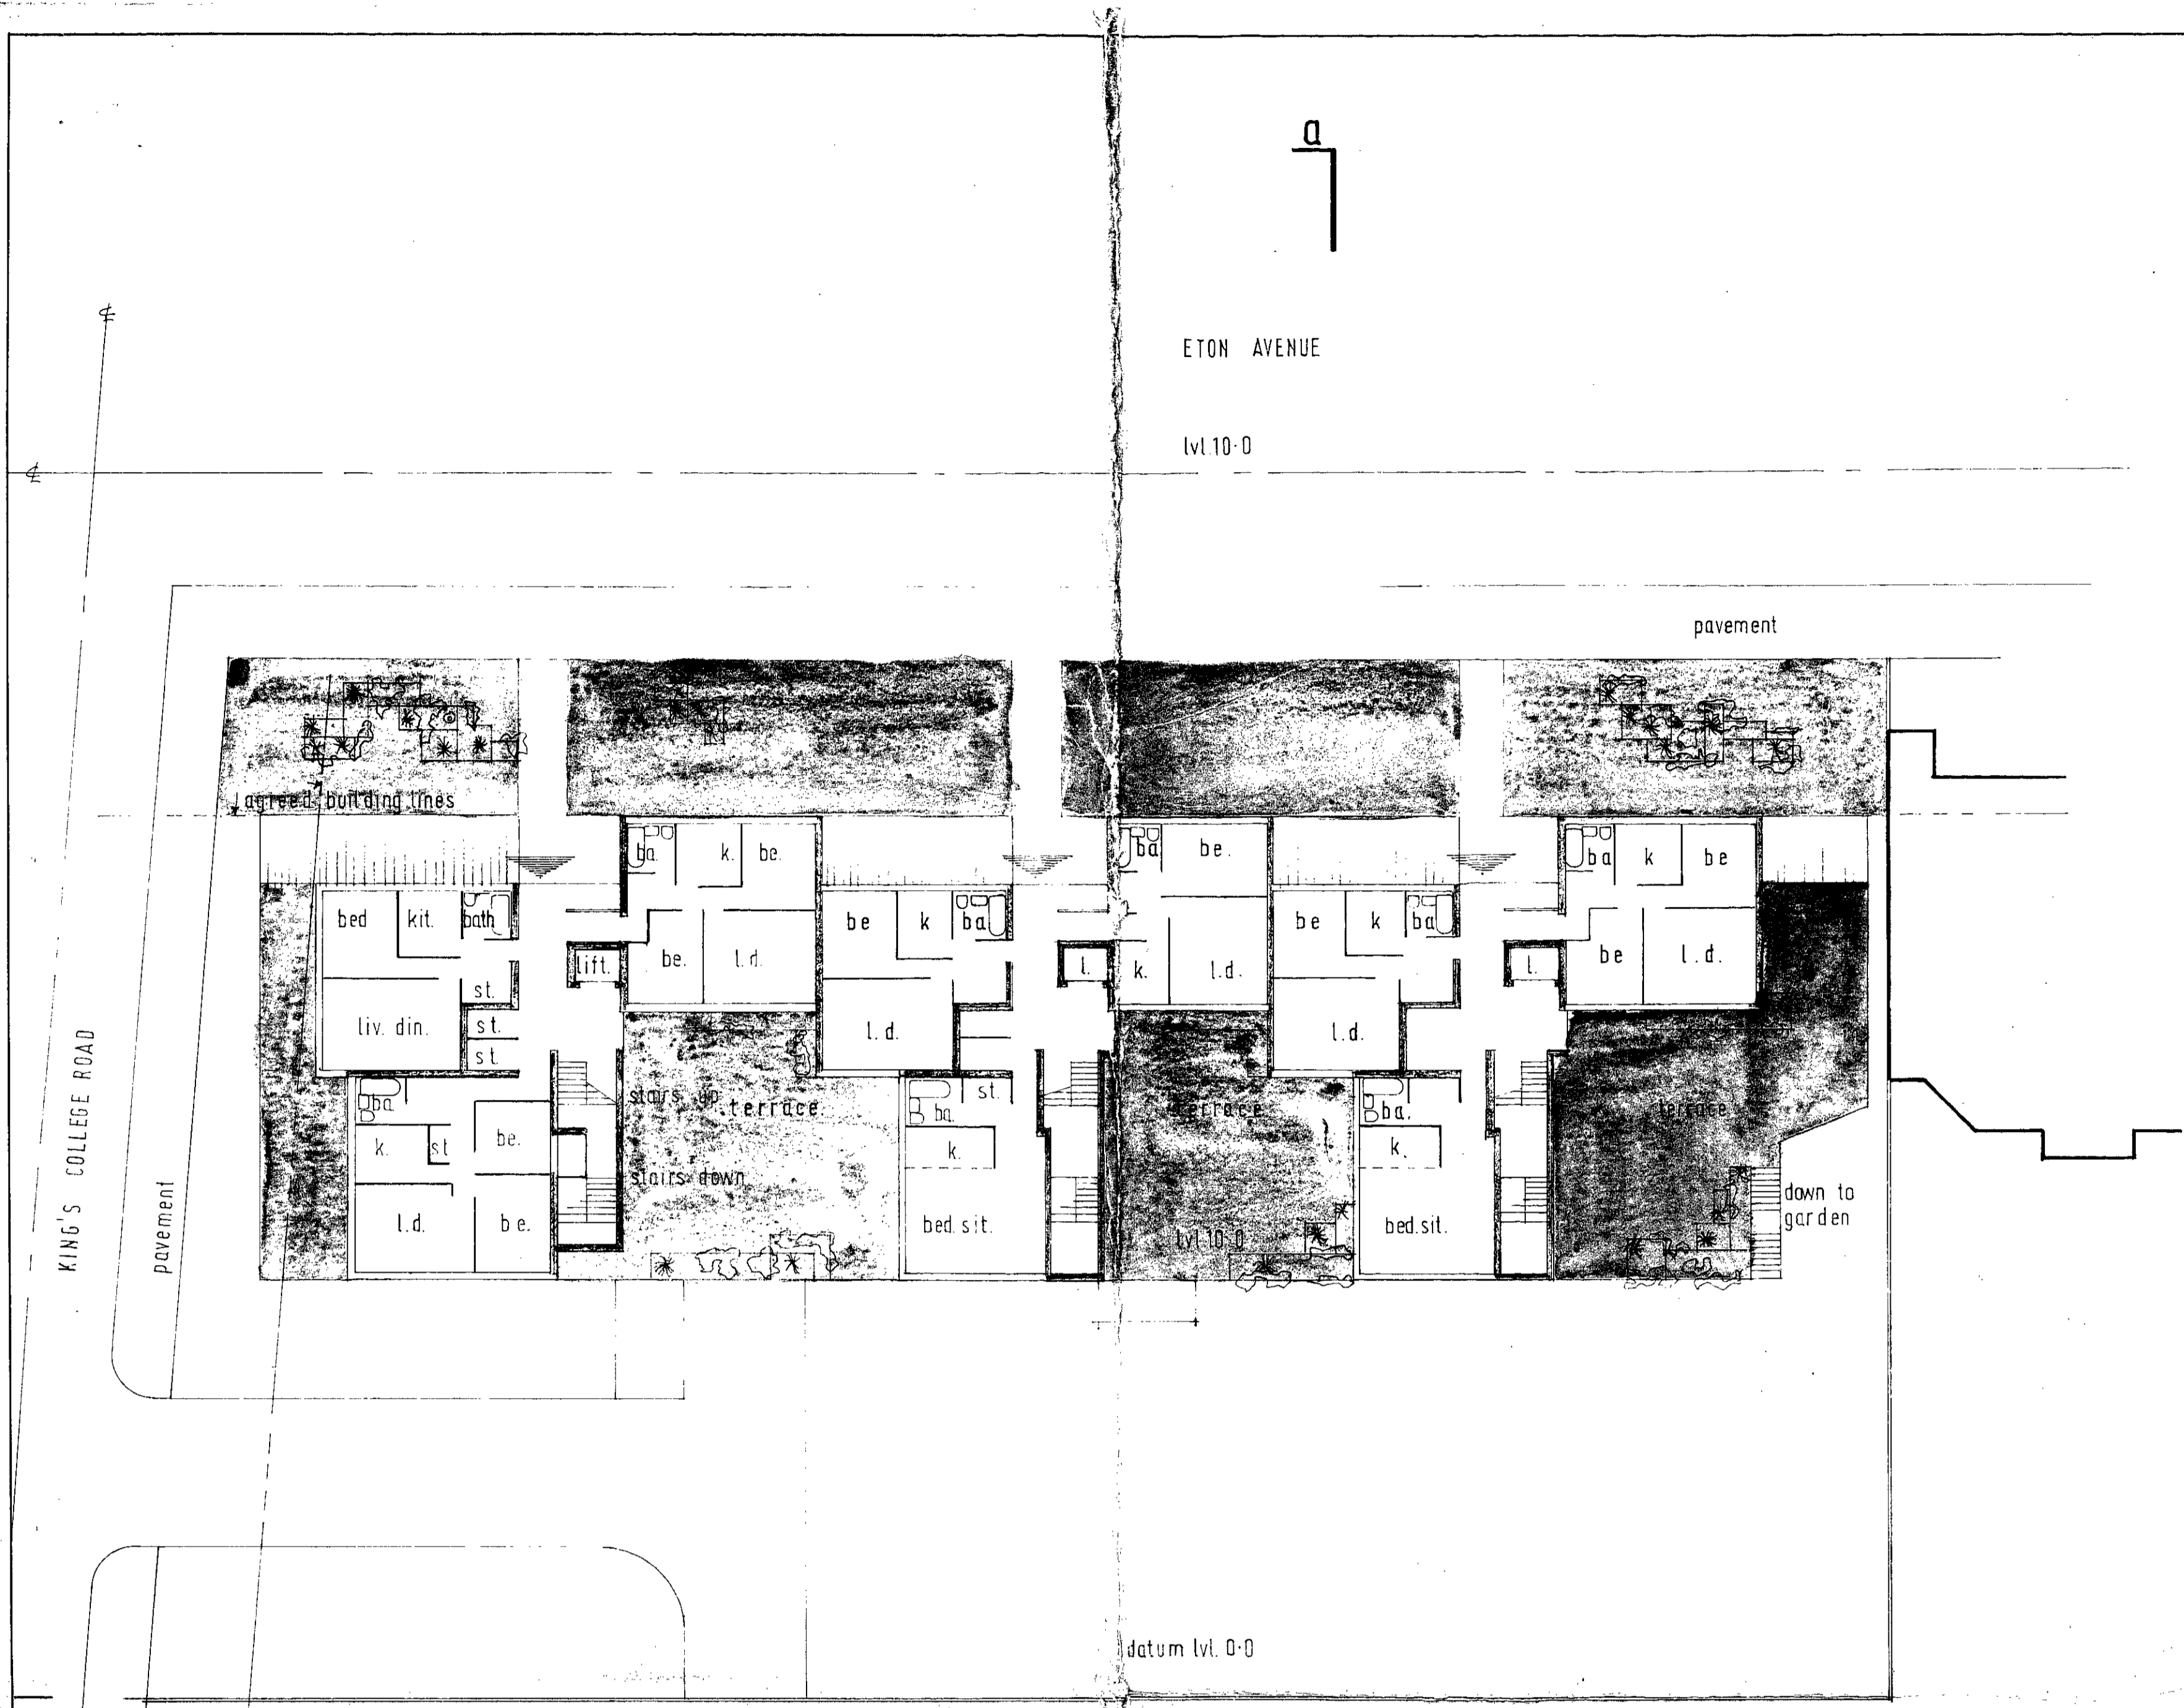 a
ETON AVENUE
lvl.10·0
pavement
agreed building lines
ba.
k.
be.
ba
be.
ba
k
be
bed
kit.
bath
be
k
ba
be
k
ba
lift.
be.
l.d.
l.
k.
l.d.
l.
be
l.d.
st.
liv. din.
st.
st.
l.d.
l.d.
KING'S COLLEGE ROAD
pavement
ba.
k.
st
be.
l.d.
be.
stairs up
terrace
stairs down
ba.
st.
k.
bed.sit.
terrace
lvl 10·0
ba.
k.
bed.sit.
terrace
down to
garden
datum lvl. 0·0